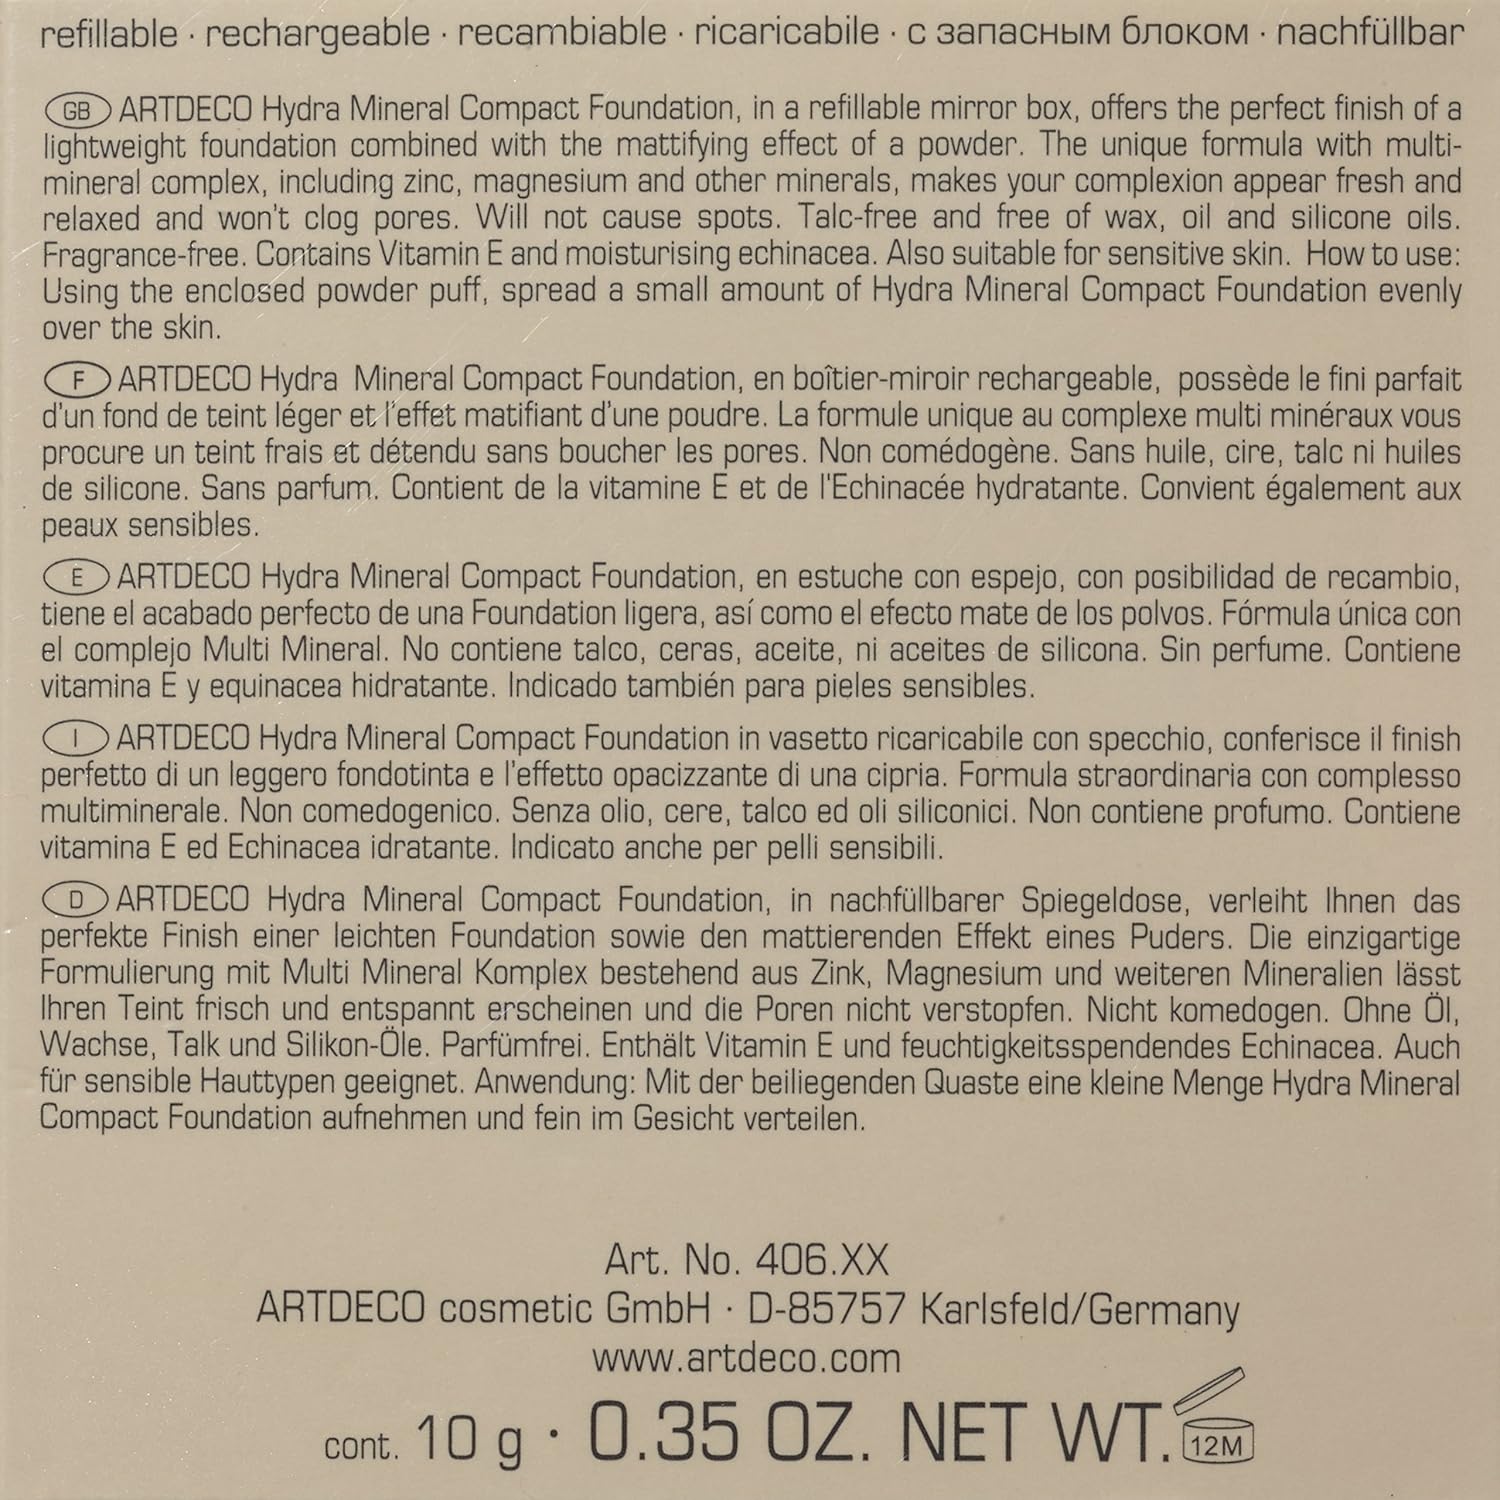 refillable · rechargeable · recambiable · ricaricabile · с запасным блоком · nachfüllbar
GB ARTDECO Hydra Mineral Compact Foundation, in a refillable mirror box, offers the perfect finish of a
lightweight foundation combined with the mattifying effect of a powder. The unique formula with multi-
mineral complex, including zinc, magnesium and other minerals, makes your complexion appear fresh and
relaxed and won't clog pores. Will not cause spots. Talc-free and free of wax, oil and silicone oils.
Fragrance-free. Contains Vitamin E and moisturising echinacea. Also suitable for sensitive skin. How to use:
Using the enclosed powder puff, spread a small amount of Hydra Mineral Compact Foundation evenly
over the skin.
F ARTDECO Hydra Mineral Compact Foundation, en boîtier-miroir rechargeable, possède le fini parfait
d'un fond de teint léger et l'effet matifiant d'une poudre. La formule unique au complexe multi minéraux vous
procure un teint frais et détendu sans boucher les pores. Non comédogène. Sans huile, cire, talc ni huiles
de silicone. Sans parfum. Contient de la vitamine E et de l'Echinacée hydratante. Convient également aux
peaux sensibles.
E ARTDECO Hydra Mineral Compact Foundation, en estuche con espejo, con posibilidad de recambio,
tiene el acabado perfecto de una Foundation ligera, así como el efecto mate de los polvos. Fórmula única con
el complejo Multi Mineral. No contiene talco, ceras, aceite, ni aceites de silicona. Sin perfume. Contiene
vitamina E y equinacea hidratante. Indicado también para pieles sensibles.
I ARTDECO Hydra Mineral Compact Foundation in vasetto ricaricabile con specchio, conferisce il finish
perfetto di un leggero fondotinta e l'effetto opacizzante di una cipria. Formula straordinaria con complesso
multiminerale. Non comedogenico. Senza olio, cere, talco ed oli siliconici. Non contiene profumo. Contiene
vitamina E ed Echinacea idratante. Indicato anche per pelli sensibili.
D ARTDECO Hydra Mineral Compact Foundation, in nachfüllbarer Spiegeldose, verleiht Ihnen das
perfekte Finish einer leichten Foundation sowie den mattierenden Effekt eines Puders. Die einzigartige
Formulierung mit Multi Mineral Komplex bestehend aus Zink, Magnesium und weiteren Mineralien lässt
Ihren Teint frisch und entspannt erscheinen und die Poren nicht verstopfen. Nicht komedogen. Ohne Öl,
Wachse, Talk und Silikon-Öle. Parfümfrei. Enthält Vitamin E und feuchtigkeitsspendendes Echinacea. Auch
für sensible Hauttypen geeignet. Anwendung: Mit der beiliegenden Quaste eine kleine Menge Hydra Mineral
Compact Foundation aufnehmen und fein im Gesicht verteilen.
Art. No. 406.XX
ARTDECO cosmetic GmbH · D-85757 Karlsfeld/Germany
www.artdeco.com
cont. 10 g · 0.35 OZ. NET WT. 12M